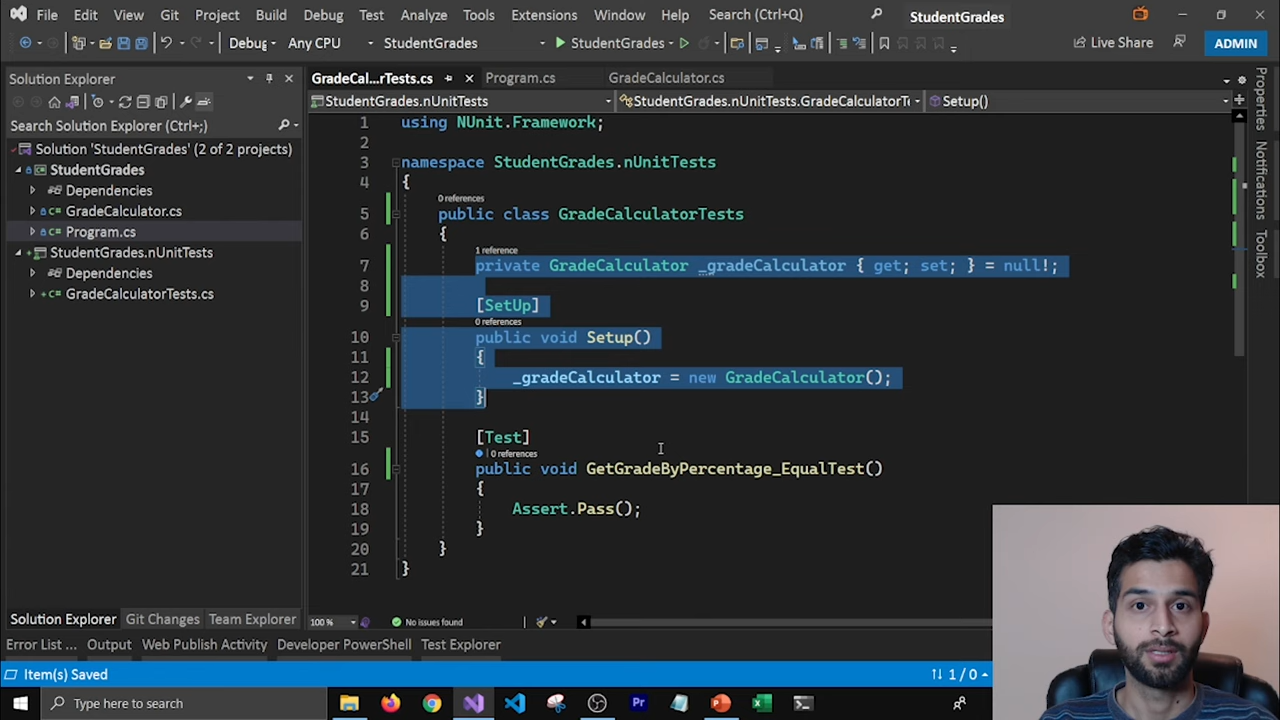 File Edit View Git Project Build Debug Test Analyze Tools Extensions Window Help Search (Ctrl+Q) StudentGrades
Debug Any CPU StudentGrades StudentGrades Live Share ADMIN
Solution Explorer
Search Solution Explorer (Ctrl+;)
Solution 'StudentGrades' (2 of 2 projects)
StudentGrades
Dependencies
GradeCalculator.cs
Program.cs
StudentGrades.nUnitTests
Dependencies
GradeCalculatorTests.cs
GradeCal...rTests.cs Program.cs GradeCalculator.cs
StudentGrades.nUnitTests StudentGrades.nUnitTests.GradeCalculatorT Setup()
1 using NUnit.Framework;
2
3 namespace StudentGrades.nUnitTests
4 {
0 references
5 public class GradeCalculatorTests
6 {
1 reference
7 private GradeCalculator _gradeCalculator { get; set; } = null!;
8
9 [SetUp]
0 references
10 public void Setup()
11 {
12 _gradeCalculator = new GradeCalculator();
13 }
14
15 [Test]
0 references
16 public void GetGradeByPercentage_EqualTest()
17 {
18 Assert.Pass();
19 }
20 }
21 }
Properties
Notifications
Toolbox
Solution Explorer Git Changes Team Explorer
100 % No issues found
Error List ... Output Web Publish Activity Developer PowerShell Test Explorer
Item(s) Saved 1 / 0
Type here to search